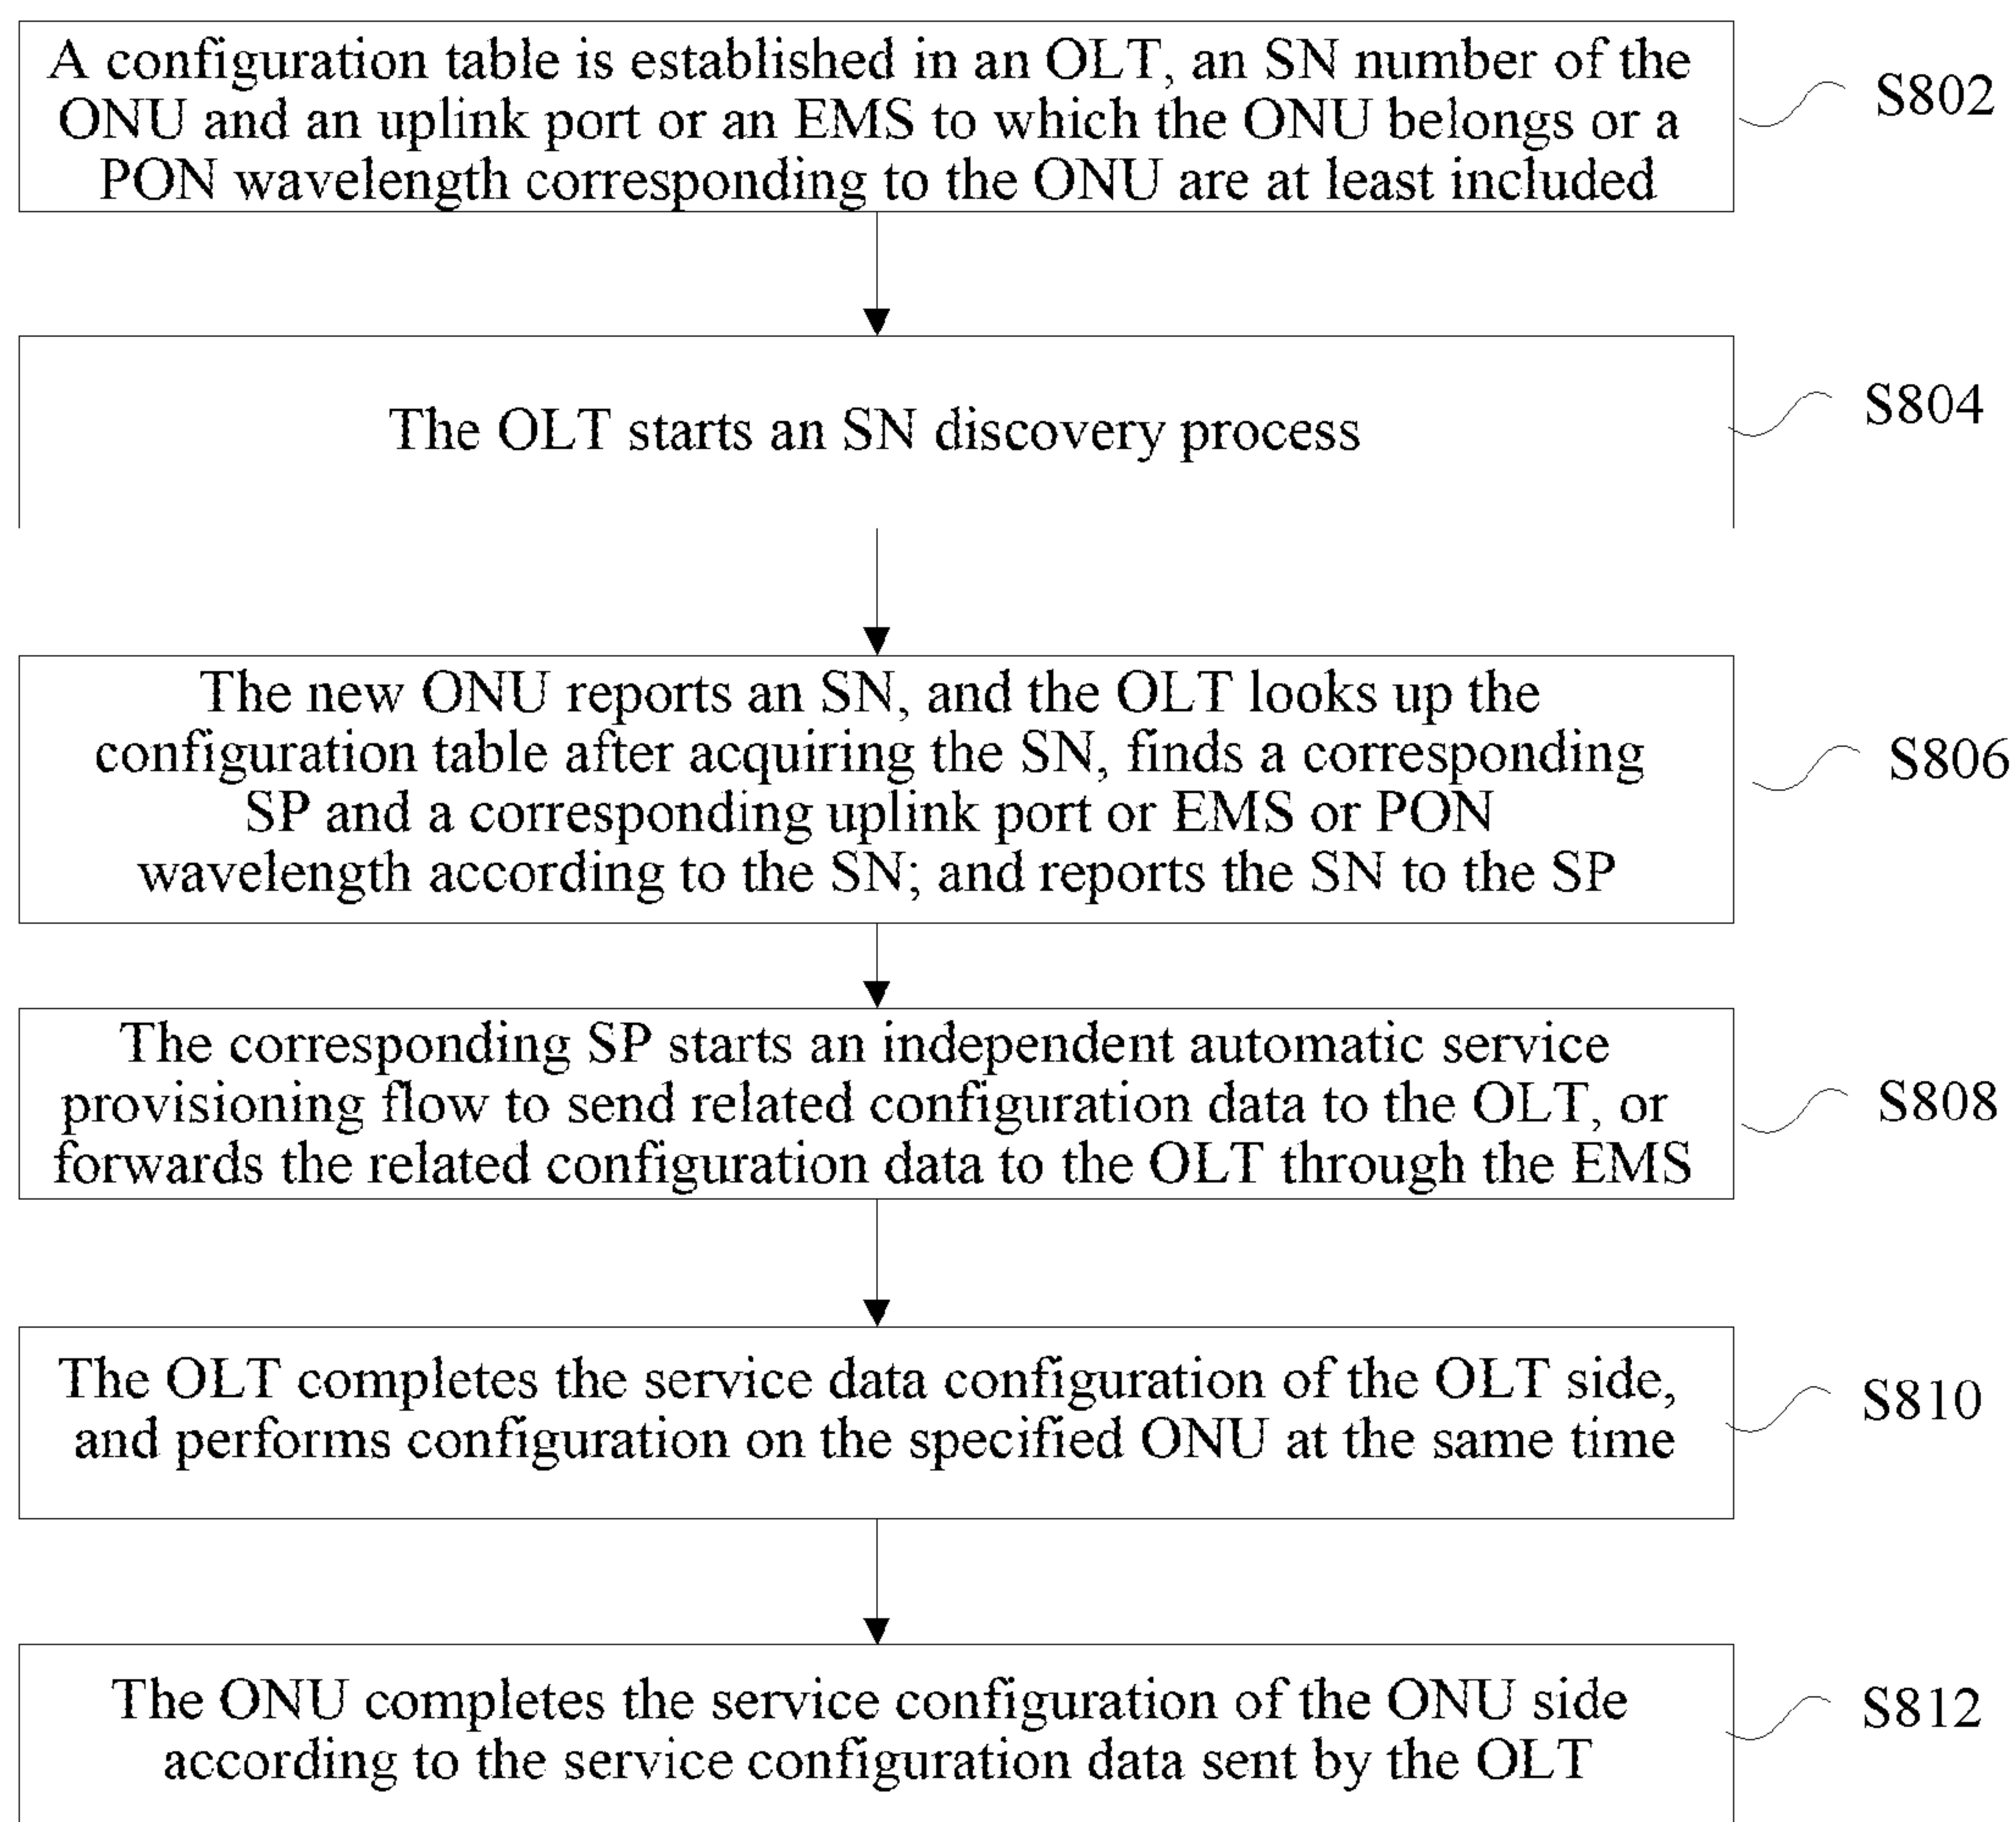 A configuration table is established in an OLT, an SN number of the
ONU and an uplink port or an EMS to which the ONU belongs or a
PON wavelength corresponding to the ONU are at least included
S802
The OLT starts an SN discovery process
S804
The new ONU reports an SN, and the OLT looks up the
configuration table after acquiring the SN, finds a corresponding
SP and a corresponding uplink port or EMS or PON
wavelength according to the SN; and reports the SN to the SP
S806
The corresponding SP starts an independent automatic service
provisioning flow to send related configuration data to the OLT, or
forwards the related configuration data to the OLT through the EMS
S808
The OLT completes the service data configuration of the OLT side,
and performs configuration on the specified ONU at the same time
S810
The ONU completes the service configuration of the ONU side
according to the service configuration data sent by the OLT
S812